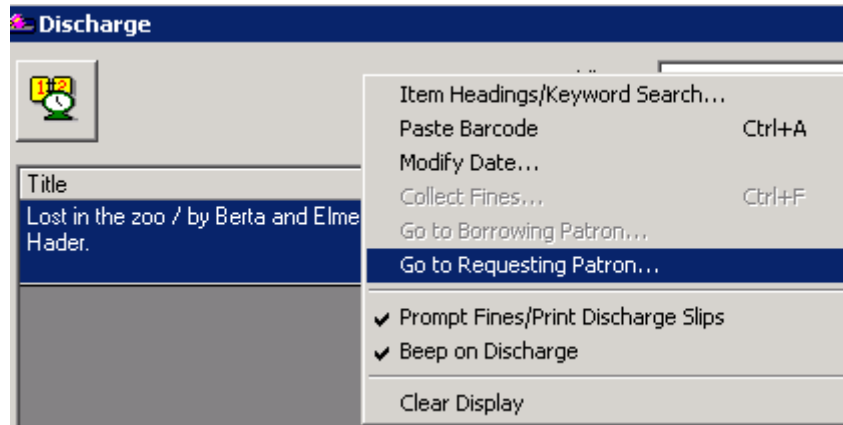 Discharge
1#2
Item Headings/Keyword Search...
Paste Barcode Ctrl+A
Modify Date...
Title
Collect Fines... Ctrl+F
Lost in the zoo / by Berta and Elme
Go to Borrowing Patron...
Hader.
Go to Requesting Patron...
Prompt Fines/Print Discharge Slips
Beep on Discharge
Clear Display